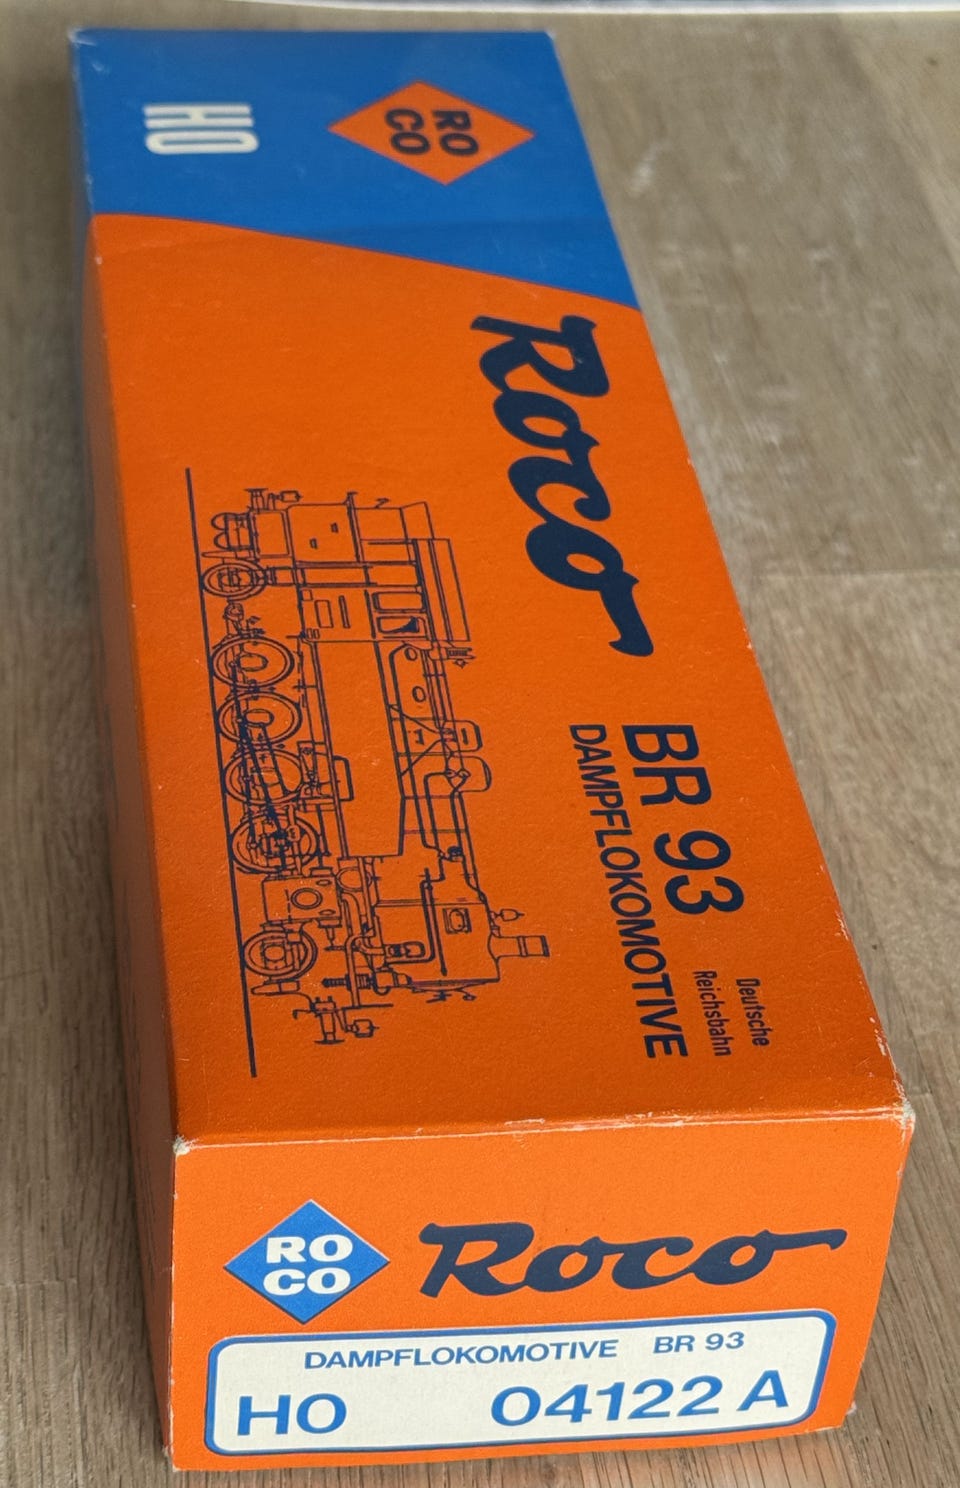 HO
RO
CO
Roco
BR 93
DAMPFLOKOMOTIVE
Deutsche
Reichsbahn
RO
CO
Roco
DAMPFLOKOMOTIVE BR 93
HO 04122 A